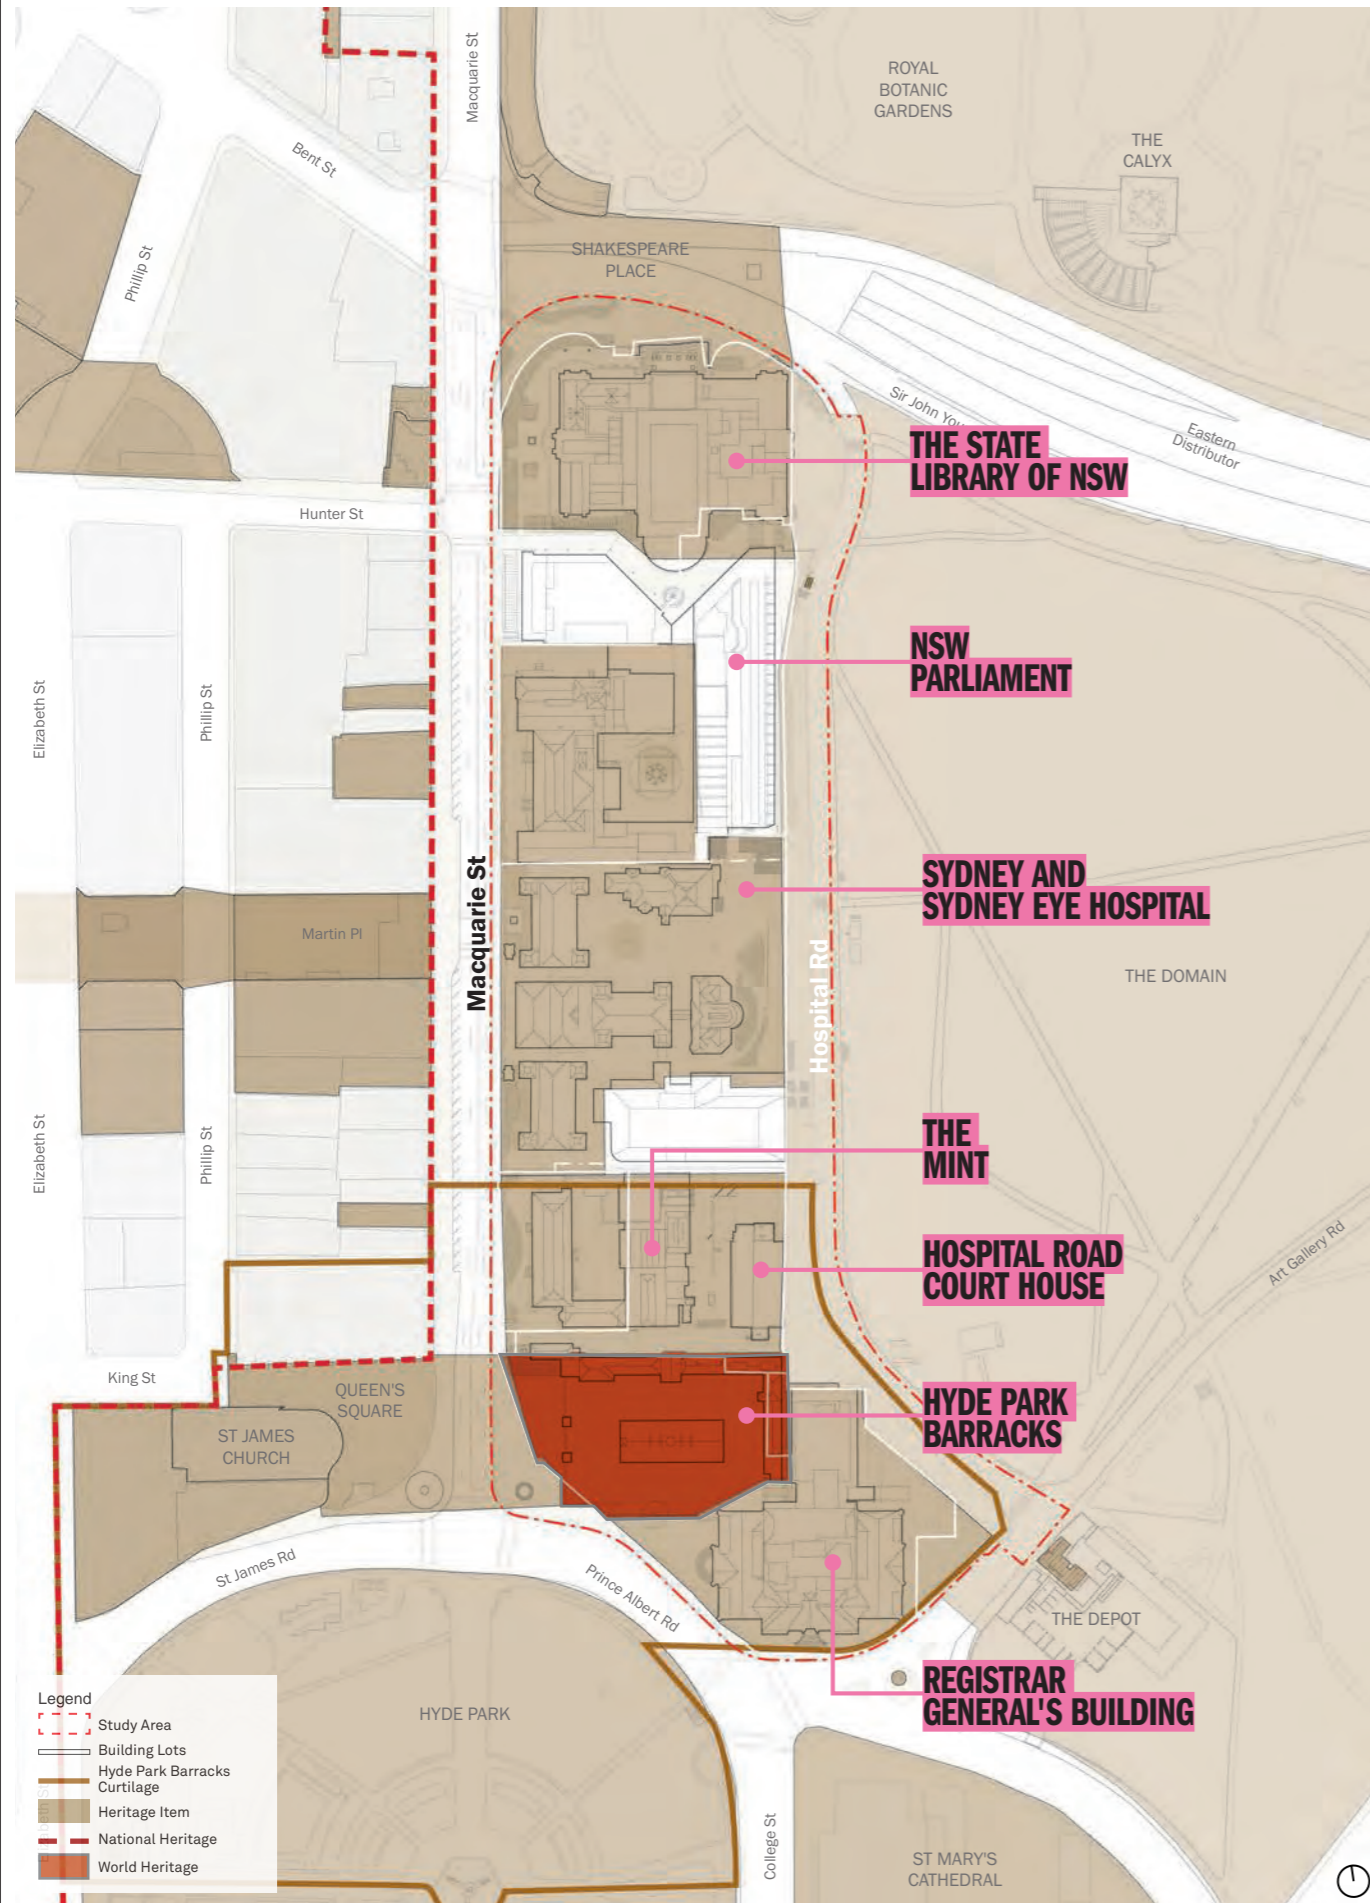 Macquarie St
ROYAL
BOTANIC
GARDENS
THE
CALYX
Bent St
Phillip St
SHAKESPEARE
PLACE
Sir John You
Eastern
Distributor
THE STATE
LIBRARY OF NSW
Hunter St
NSW
PARLIAMENT
Elizabeth St
Phillip St
Macquarie St
SYDNEY AND
SYDNEY EYE HOSPITAL
Martin Pl
Hospital Rd
THE DOMAIN
Elizabeth St
Phillip St
THE
MINT
HOSPITAL ROAD
COURT HOUSE
Art Gallery Rd
King St
QUEEN'S
SQUARE
ST JAMES
CHURCH
HYDE PARK
BARRACKS
St James Rd
Prince Albert Rd
THE DEPOT
REGISTRAR
GENERAL'S BUILDING
HYDE PARK
College St
ST MARY'S
CATHEDRAL
Legend
Study Area
Building Lots
Hyde Park Barracks
Curtilage
Heritage Item
National Heritage
World Heritage